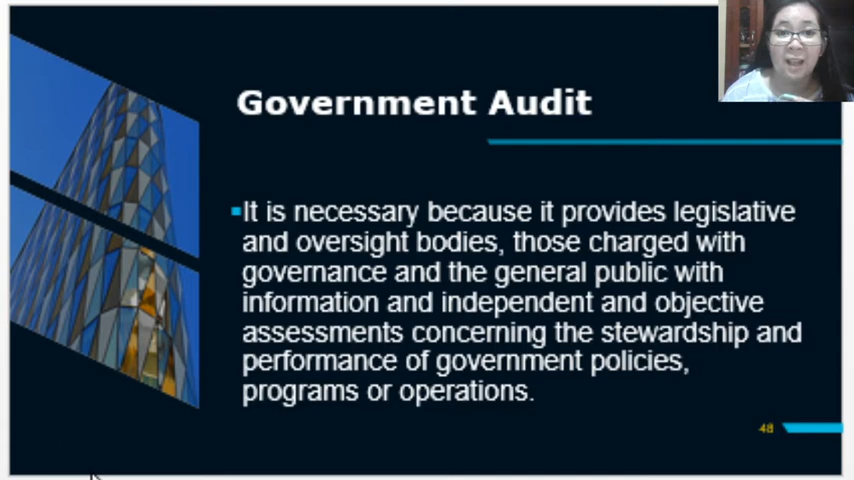 Government Audit
It is necessary because it provides legislative
and oversight bodies, those charged with
governance and the general public with
information and independent and objective
assessments concerning the stewardship and
performance of government policies,
programs or operations.
48